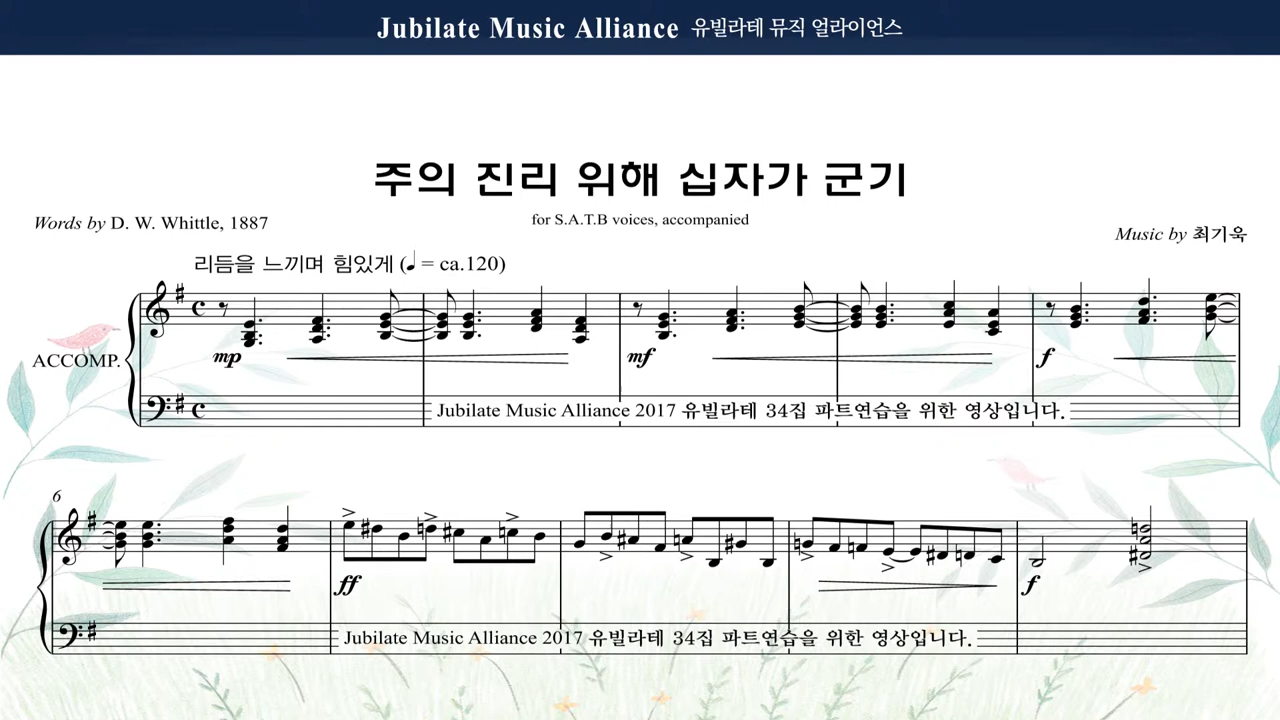 Jubilate Music Alliance 유빌라테 뮤직 얼라이언스
주의 진리 위해 십자가 군기
for S.A.T.B voices, accompanied
Words by D. W. Whittle, 1887
Music by 최기욱
리듬을 느끼며 힘있게 (♩ = ca.120)
ACCOMP.
mp mf f
Jubilate Music Alliance 2017 유빌라테 34집 파트연습을 위한 영상입니다.
6
ff f
Jubilate Music Alliance 2017 유빌라테 34집 파트연습을 위한 영상입니다.